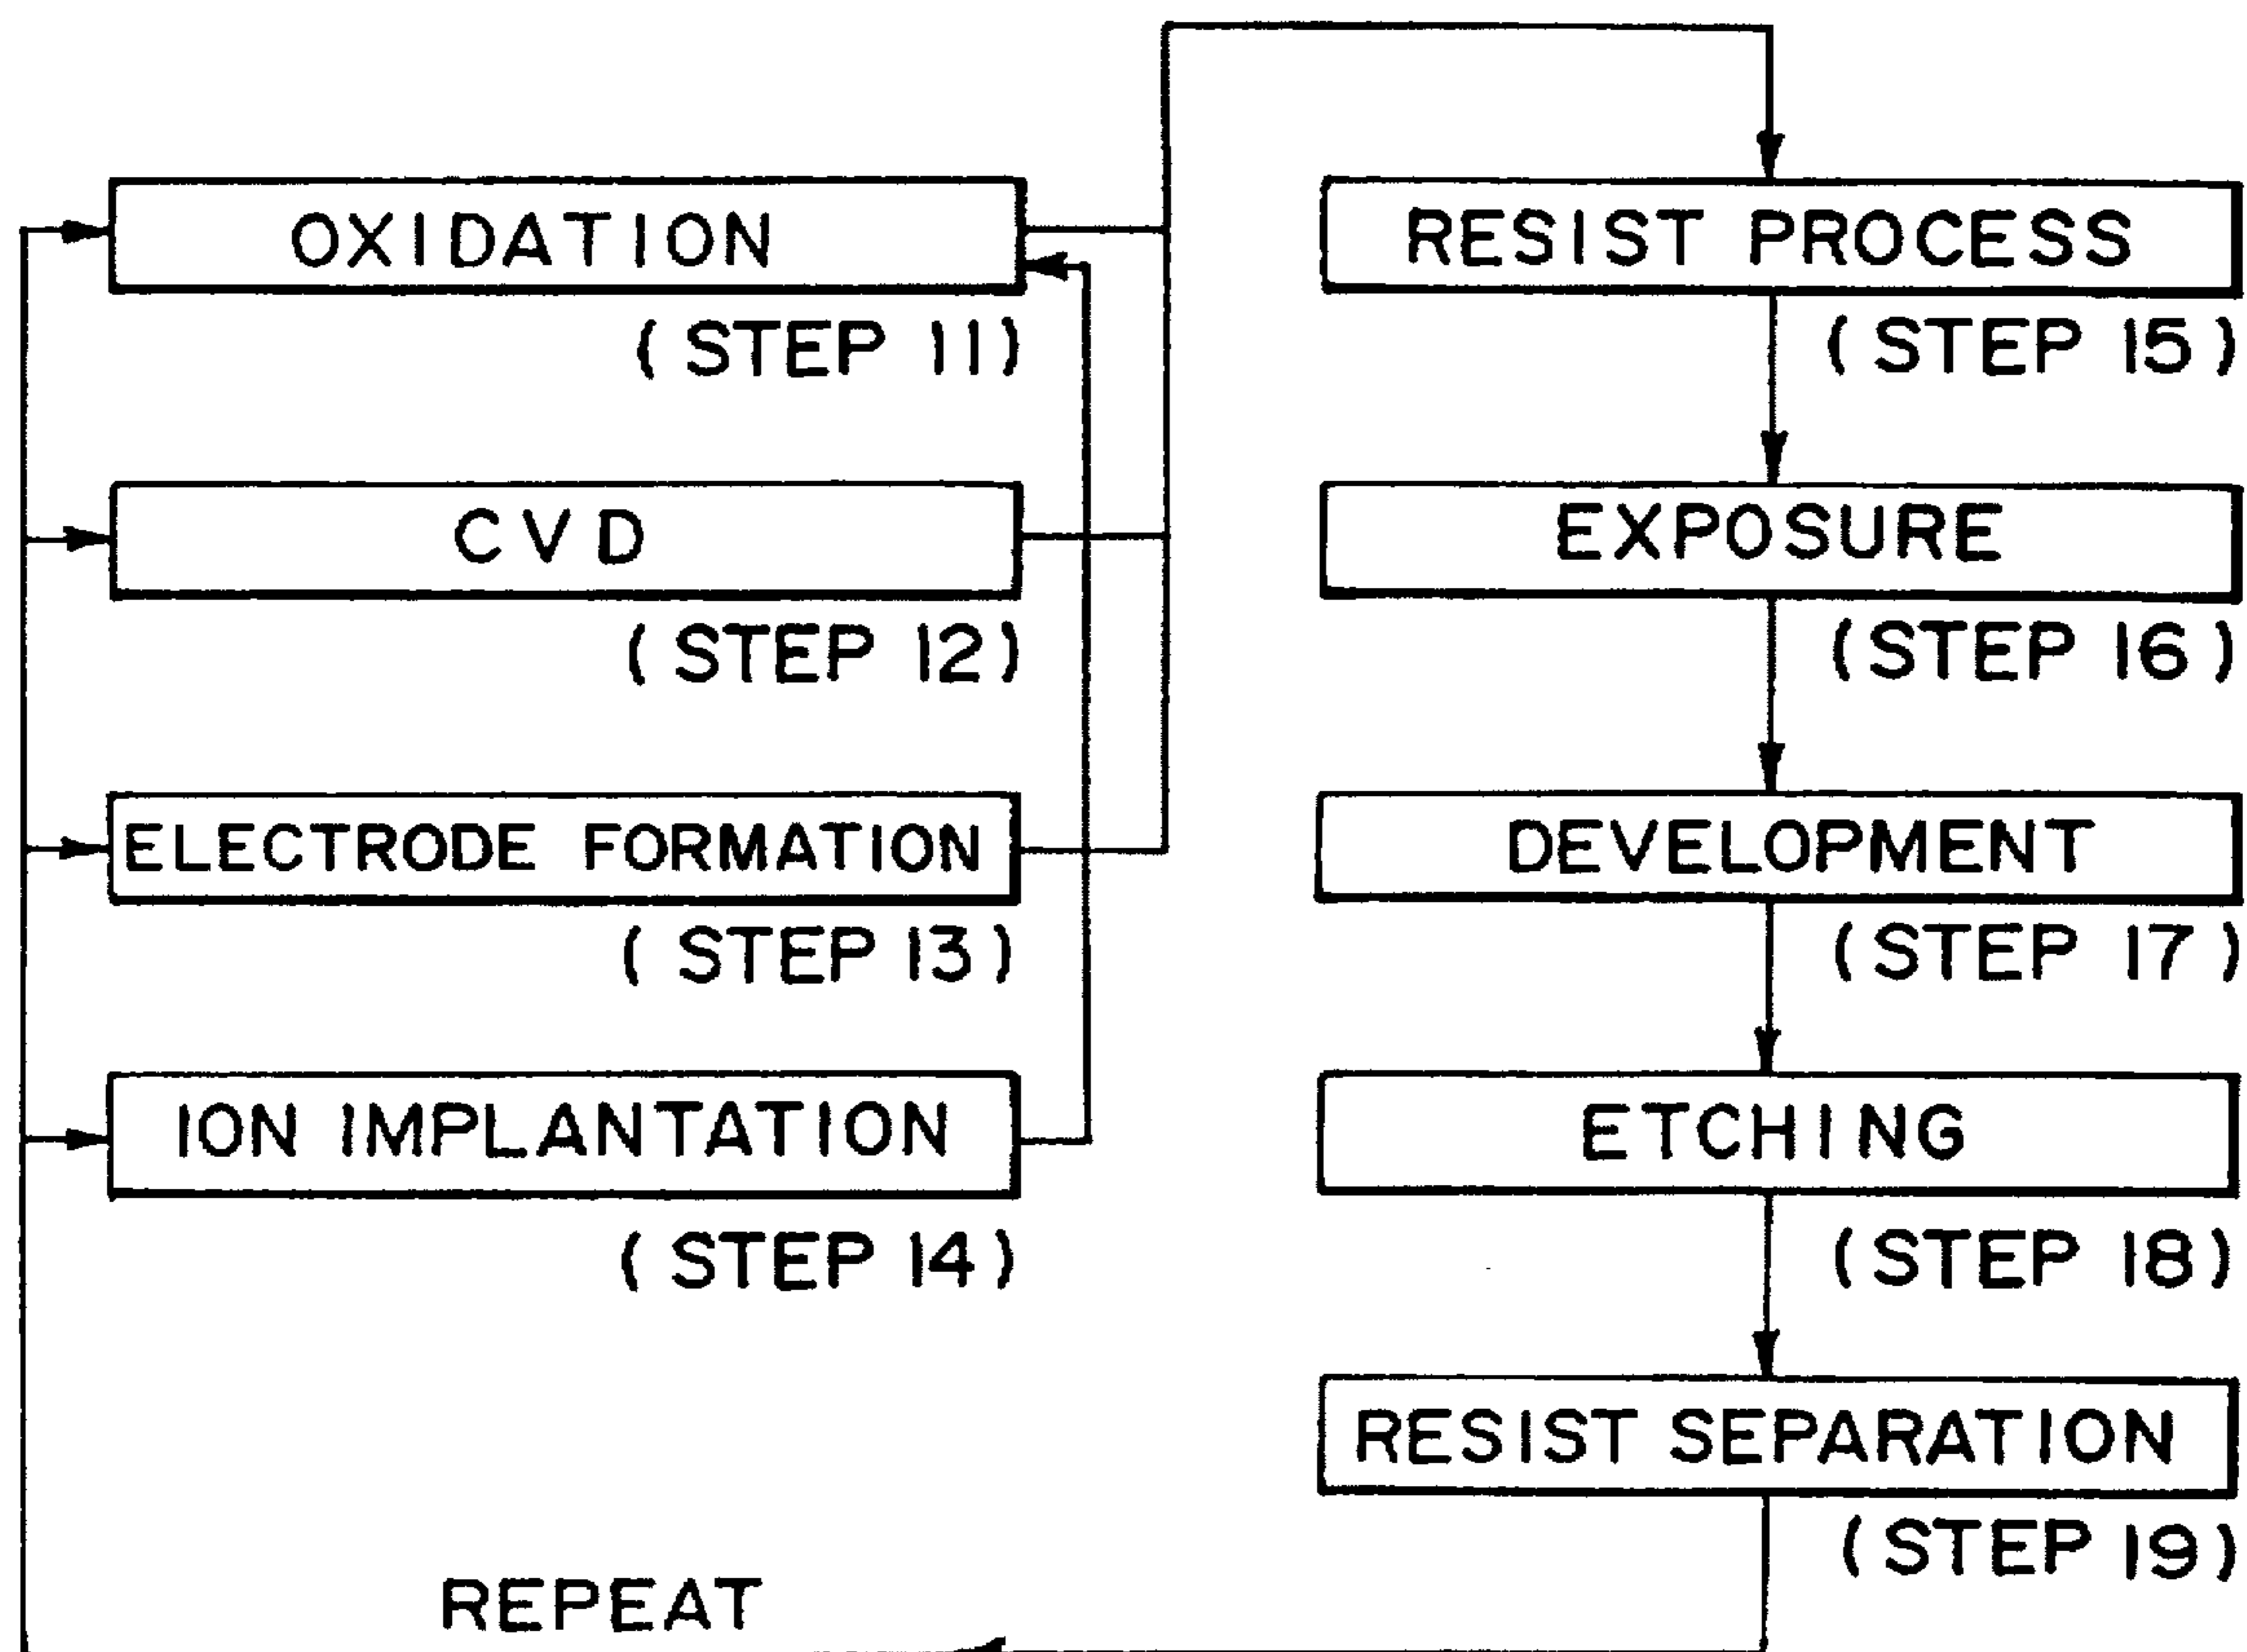 OXIDATION
(STEP 11)
CVD
(STEP 12)
ELECTRODE FORMATION
(STEP 13)
ION IMPLANTATION
(STEP 14)
RESIST PROCESS
(STEP 15)
EXPOSURE
(STEP 16)
DEVELOPMENT
(STEP 17)
ETCHING
(STEP 18)
RESIST SEPARATION
(STEP 19)
REPEAT